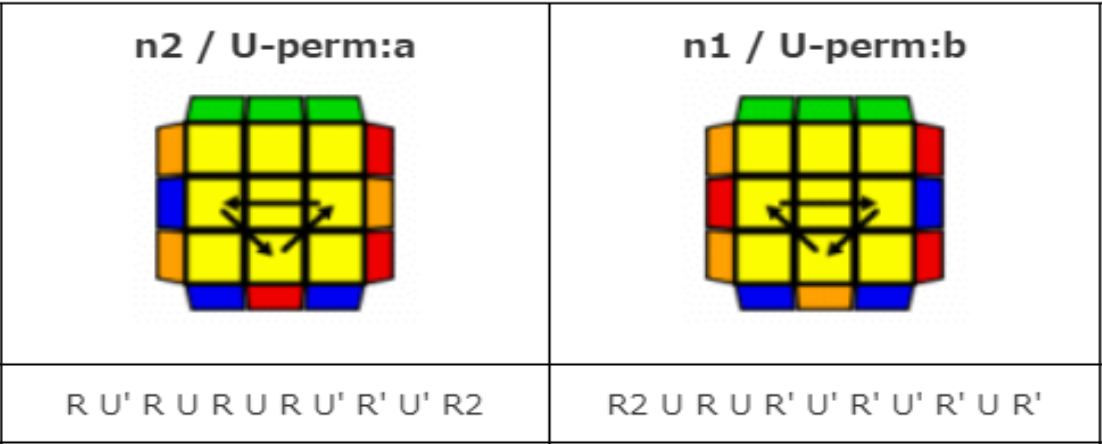 n2 / U-perm:a
n1 / U-perm:b
R U' R U R U R U' R' U' R2
R2 U R U R' U' R' U' R' U R'